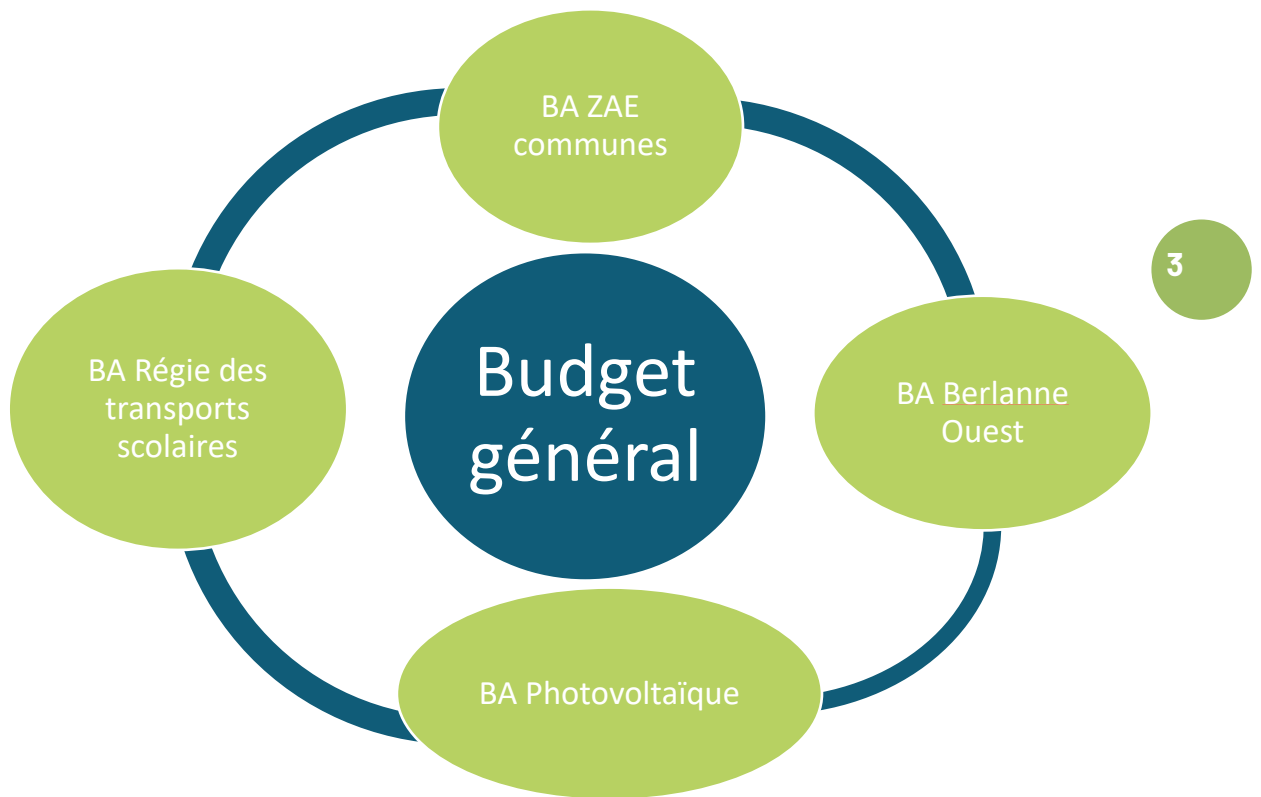 BA ZAE
communes
3
BA Régie des
transports
scolaires
Budget
général
BA Berlanne
Ouest
BA Photovoltaïque